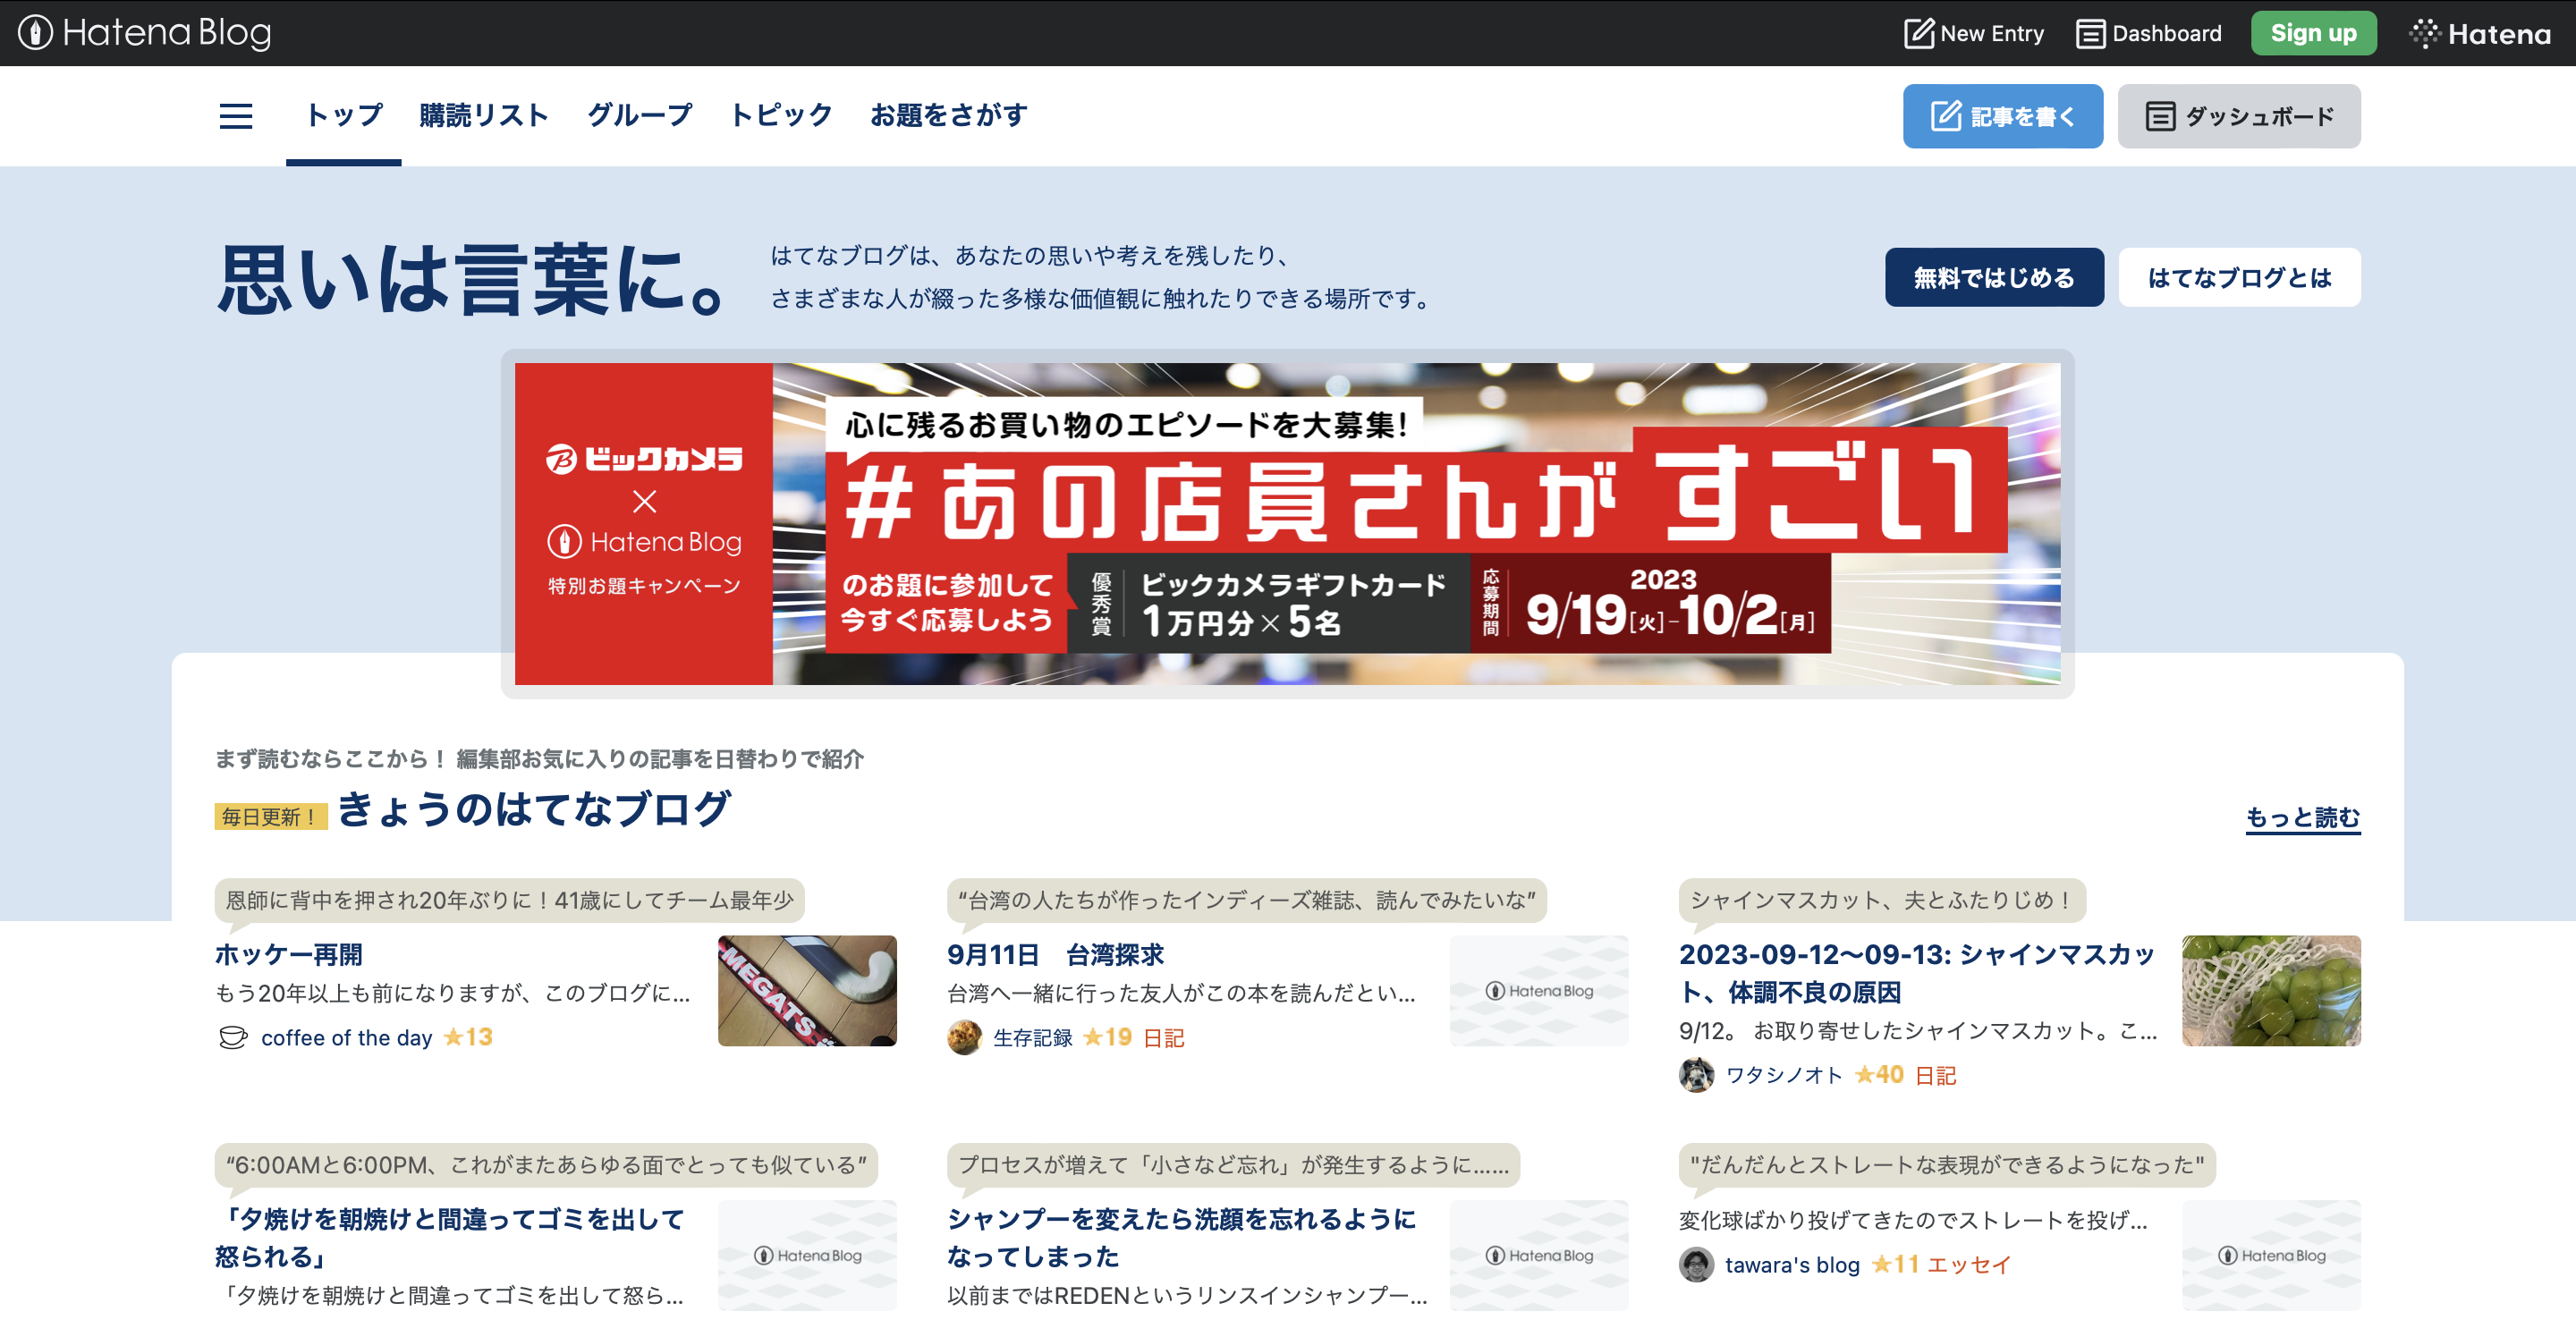 Hatena Blog
New Entry
Dashboard
Sign up
Hatena
トップ
購読リスト
グループ
トピック
お題をさがす
記事を書く
ダッシュボード
思いは言葉に。
はてなブログは、あなたの思いや考えを残したり、
さまざまな人が綴った多様な価値観に触れたりできる場所です。
無料ではじめる
はてなブログとは
ビックカメラ
×
Hatena Blog
特別お題キャンペーン
心に残るお買い物のエピソードを大募集!
#あの店員さんがすごい
のお題に参加して
今すぐ応募しよう
優秀賞
ビックカメラギフトカード
1万円分×5名
応募期間
2023
9/19[火]-10/2[月]
まず読むならここから！ 編集部お気に入りの記事を日替わりで紹介
毎日更新！
きょうのはてなブログ
もっと読む
恩師に背中を押され20年ぶりに！41歳にしてチーム最年少
ホッケー再開
もう20年以上も前になりますが、このブログに...
coffee of the day ★13
MEGATS
“台湾の人たちが作ったインディーズ雑誌、読んでみたいな”
9月11日　台湾探求
台湾へ一緒に行った友人がこの本を読んだとい...
生存記録 ★19 日記
Hatena Blog
シャインマスカット、夫とふたりじめ！
2023-09-12〜09-13: シャインマスカッ
ト、体調不良の原因
9/12。 お取り寄せしたシャインマスカット。こ...
ワタシノオト ★40 日記
“6:00AMと6:00PM、これがまたあらゆる面でとっても似ている”
「夕焼けを朝焼けと間違ってゴミを出して
怒られる」
「夕焼けを朝焼けと間違ってゴミを出して怒ら...
Hatena Blog
プロセスが増えて「小さなど忘れ」が発生するように……
シャンプーを変えたら洗顔を忘れるように
なってしまった
以前まではREDENというリンスインシャンプー...
Hatena Blog
"だんだんとストレートな表現ができるようになった"
変化球ばかり投げてきたのでストレートを投げ...
tawara's blog ★11 エッセイ
Hatena Blog